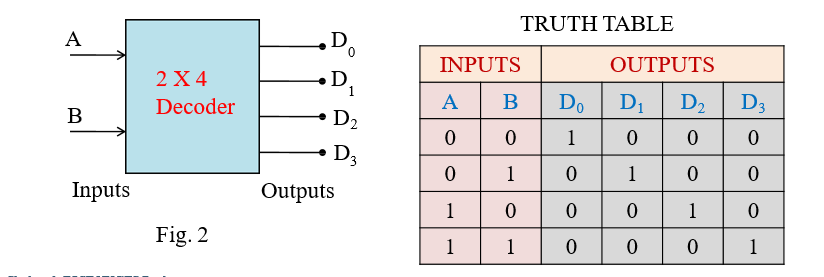 TRUTH TABLE
A
D0
INPUTS OUTPUTS
2 X 4
Decoder
D1
A B D0 D1 D2 D3
B
D2
0 0 1 0 0 0
D3
0 1 0 1 0 0
Inputs
Outputs
1 0 0 0 1 0
Fig. 2
1 1 0 0 0 1